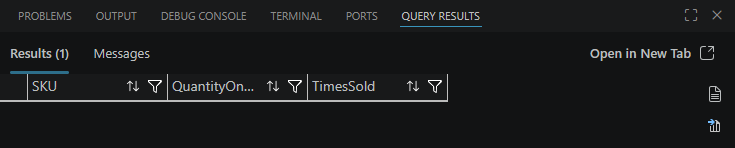 PROBLEMS OUTPUT DEBUG CONSOLE TERMINAL PORTS QUERY RESULTS
Results (1) Messages Open in New Tab
SKU QuantityOn... TimesSold